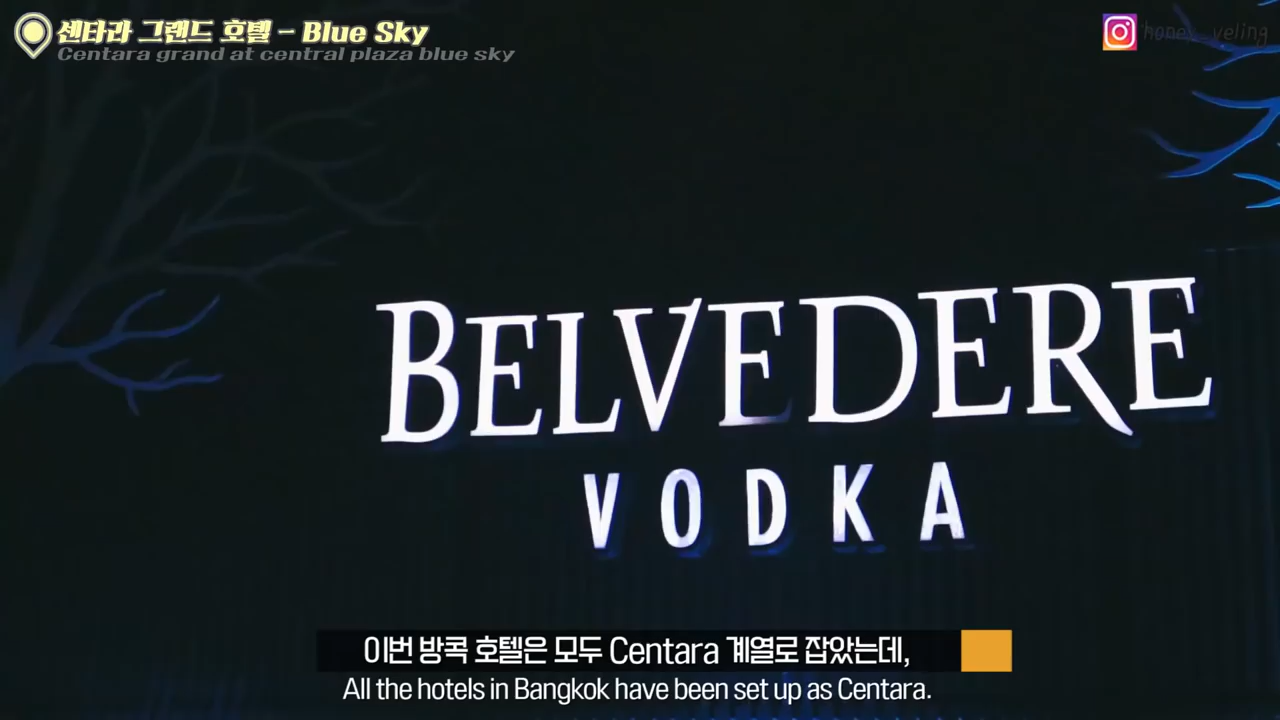 센타라 그랜드 호텔 - Blue Sky
Centara grand at central plaza blue sky
BELVEDERE
VODKA
이번 방콕 호텔은 모두 Centara 계열로 잡았는데,
All the hotels in Bangkok have been set up as Centara.